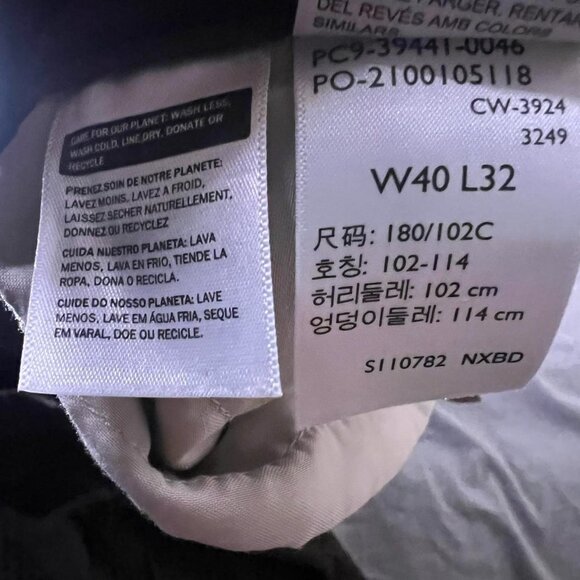 CARE FOR OUR PLANET: WASH LESS,
WASH COLD, LINE DRY, DONATE OR
RECYCLE
PRENEZ SOIN DE NOTRE PLANETE:
LAVEZ MOINS, LAVEZ A FROID,
LAISSEZ SECHER NATURELLEMENT,
DONNEZ OU RECYCLEZ
CUIDA NUESTRO PLANETA: LAVA
MENOS, LAVA EN FRIO, TIENDE LA
ROPA, DONA O RECICLA.
CUIDE DO NOSSO PLANETA: LAVE
MENOS, LAVE EM ÁGUA FRIA, SEQUE
EM VARAL, DOE OU RECICLE.
RENTAL
DEL REVÉS AMB COLORS
SIMILARS
PC9-39441-0046
PO-2100105118
CW-3924
3249
W40 L32
尺码: 180/102C
호칭: 102-114
허리둘레: 102 cm
엉덩이둘레: 114 cm
S110782 NXBD